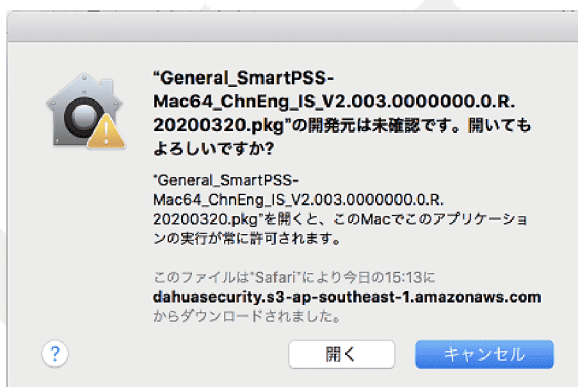 "General_SmartPSS-
Mac64_ChnEng_IS_V2.003.0000000.0.R.
20200320.pkg"の開発元は未確認です。開いても
よろしいですか?
"General_SmartPSS-
Mac64_ChnEng_IS_V2.003.0000000.0.R.
20200320.pkg"を開くと、このMacでこのアプリケーショ
ンの実行が常に許可されます。
このファイルは"Safari"により今日の15:13に
dahuasecurity.s3-ap-southeast-1.amazonaws.com
からダウンロードされました。
?
開く
キャンセル